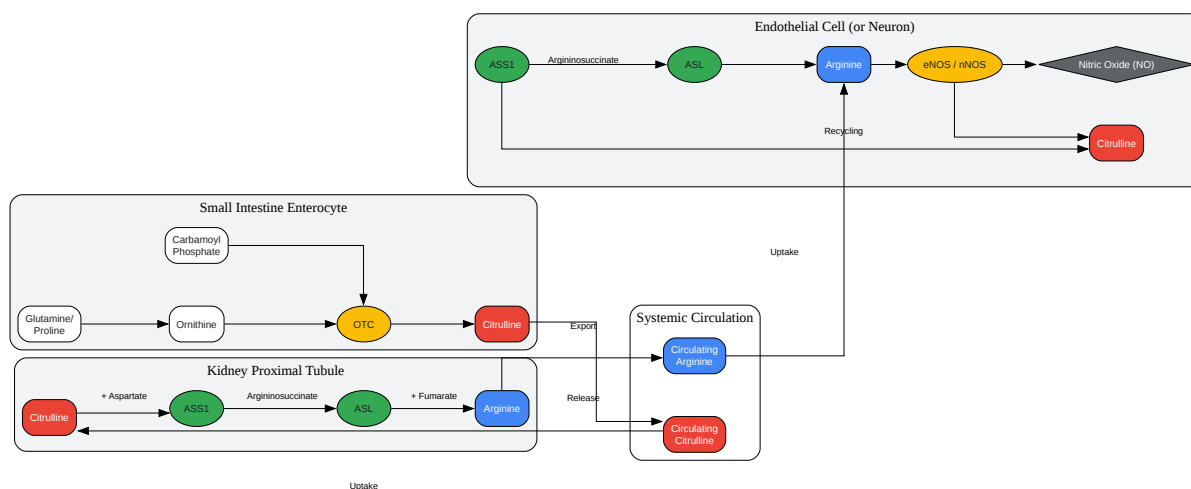 Endothelial Cell (or Neuron)
ASS1
Argininosuccinate
ASL
Arginine
eNOS / nNOS
Nitric Oxide (NO)
Recycling
Citrulline
Small Intestine Enterocyte
Carbamoyl
Phosphate
Uptake
Glutamine/
Proline
Ornithine
OTC
Citrulline
Export
Systemic Circulation
Circulating
Arginine
Kidney Proximal Tubule
Citrulline
+ Aspartate
ASS1
Argininosuccinate
ASL
+ Fumarate
Arginine
Release
Circulating
Citrulline
Uptake